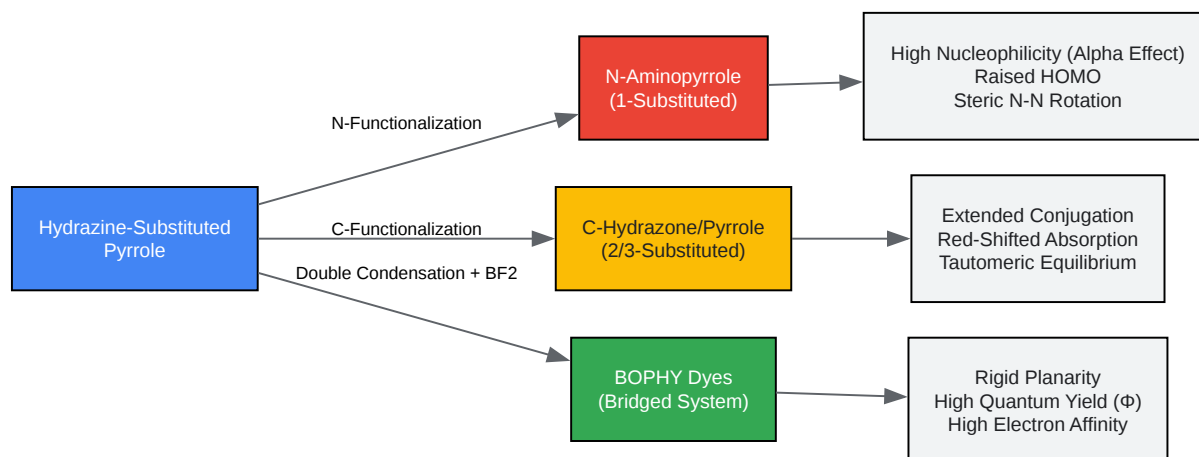 Hydrazine-Substituted
Pyrrole
N-Functionalization
C-Functionalization
Double Condensation + BF2
N-Aminopyrrole
(1-Substituted)
High Nucleophilicity (Alpha Effect)
Raised HOMO
Steric N-N Rotation
C-Hydrazone/Pyrrole
(2/3-Substituted)
Extended Conjugation
Red-Shifted Absorption
Tautomeric Equilibrium
BOPHY Dyes
(Bridged System)
Rigid Planarity
High Quantum Yield (Φ)
High Electron Affinity